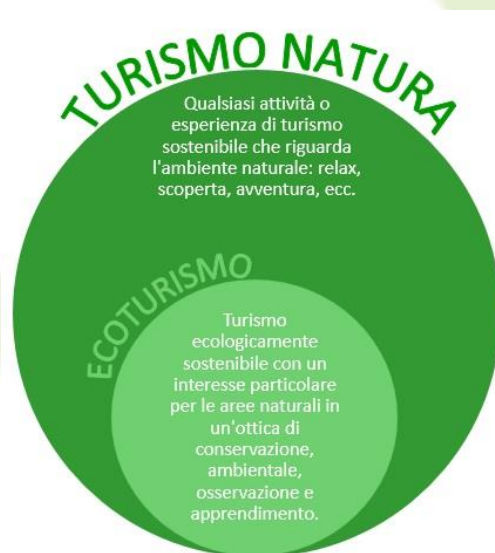 TURISMO NATURA
Qualsiasi attività o
esperienza di turismo
sostenibile che riguarda
l'ambiente naturale: relax,
scoperta, avventura, ecc.
ECOTURISMO
Turismo
ecologicamente
sostenibile con un
interesse particolare
per le aree naturali in
un'ottica di
conservazione,
ambientale,
osservazione e
apprendimento.